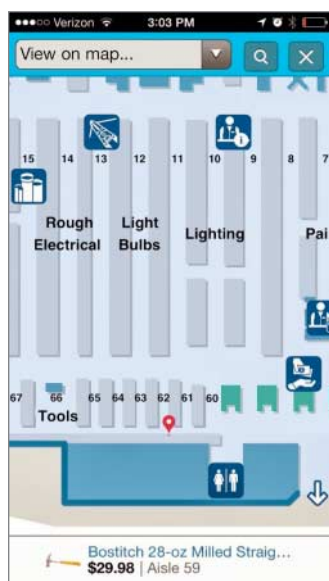 Verizon 3:03 PM
View on map...
15 14 13 12 11 10 9 8 7
Rough Electrical
Light Bulbs
Lighting
Pai
67 66 65 64 63 62 61 60
Tools
Bostitch 28-oz Milled Straig...
$29.98 | Aisle 59